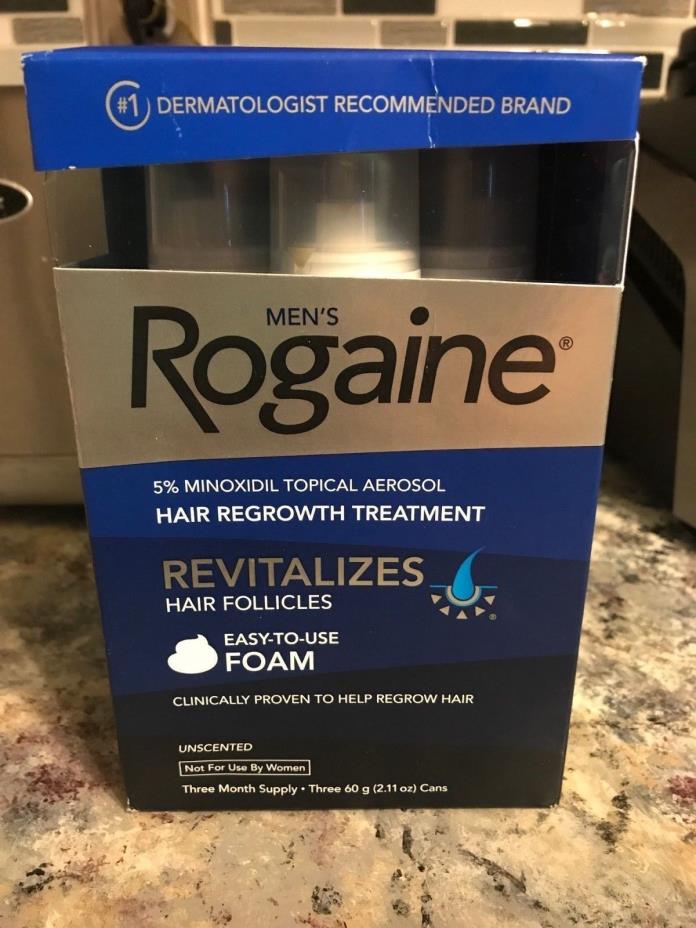 #1 DERMATOLOGIST RECOMMENDED BRAND
MEN'S
Rogaine®
5% MINOXIDIL TOPICAL AEROSOL
HAIR REGROWTH TREATMENT
REVITALIZES
HAIR FOLLICLES
®
EASY-TO-USE
FOAM
CLINICALLY PROVEN TO HELP REGROW HAIR
UNSCENTED
Not For Use By Women
Three Month Supply • Three 60 g (2.11 oz) Cans